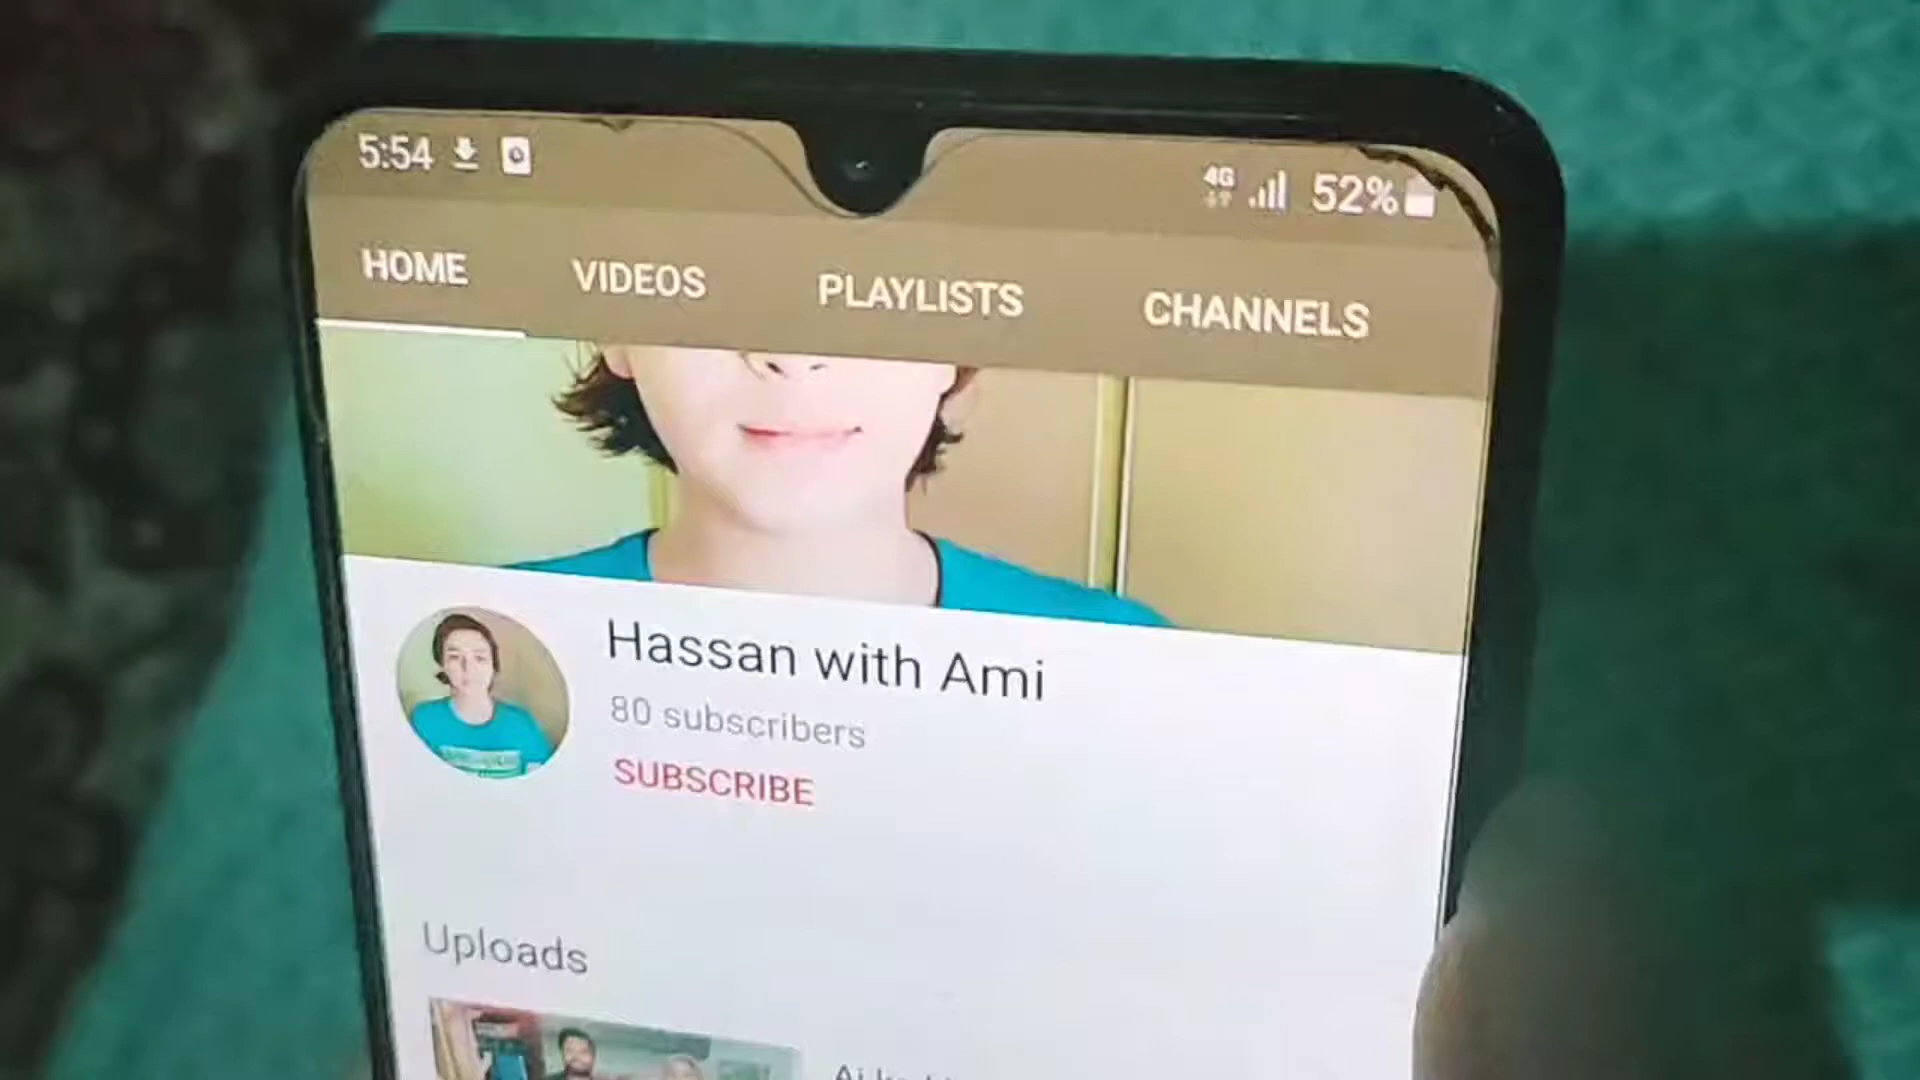 5:54
4G
52%
HOME VIDEOS PLAYLISTS CHANNELS
Hassan with Ami
80 subscribers
SUBSCRIBE
Uploads